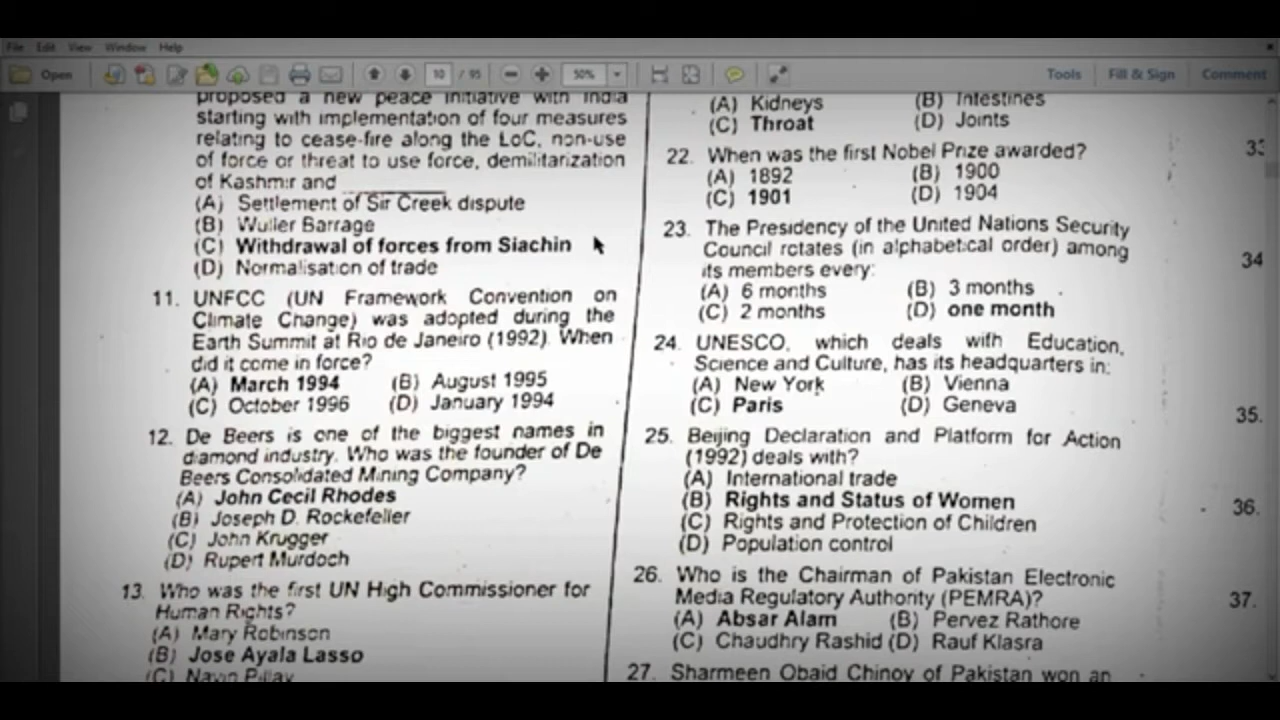 File Edit View Window Help
Open 10 / 95 50% Tools Fill & Sign Comment
proposed a new peace initiative with India
starting with implementation of four measures
relating to cease-fire along the LoC, non-use
of force or threat to use force, demilitarization
of Kashmir and ________
(A) Settlement of Sir Creek dispute
(B) Wuller Barrage
(C) Withdrawal of forces from Siachin
(D) Normalisation of trade
11. UNFCC (UN Framework Convention on
Climate Change) was adopted during the
Earth Summit at Rio de Janeiro (1992). When
did it come in force?
(A) March 1994 (B) August 1995
(C) October 1996 (D) January 1994
12. De Beers is one of the biggest names in
diamond industry. Who was the founder of De
Beers Consolidated Mining Company?
(A) John Cecil Rhodes
(B) Joseph D. Rockefeller
(C) John Krugger
(D) Rupert Murdoch
13. Who was the first UN High Commissioner for
Human Rights?
(A) Mary Robinson
(B) Jose Ayala Lasso
(C) Navin Pillay
(A) Kidneys (B) Intestines
(C) Throat (D) Joints
22. When was the first Nobel Prize awarded?
(A) 1892 (B) 1900
(C) 1901 (D) 1904
23. The Presidency of the United Nations Security
Council rotates (in alphabetical order) among
its members every:
(A) 6 months (B) 3 months
(C) 2 months (D) one month
24. UNESCO, which deals with Education,
Science and Culture, has its headquarters in:
(A) New York (B) Vienna
(C) Paris (D) Geneva
25. Beijing Declaration and Platform for Action
(1992) deals with?
(A) International trade
(B) Rights and Status of Women
(C) Rights and Protection of Children
(D) Population control
26. Who is the Chairman of Pakistan Electronic
Media Regulatory Authority (PEMRA)?
(A) Absar Alam (B) Pervez Rathore
(C) Chaudhry Rashid (D) Rauf Klasra
27. Sharmeen Obaid Chinoy of Pakistan won an
34
35.
36.
37.